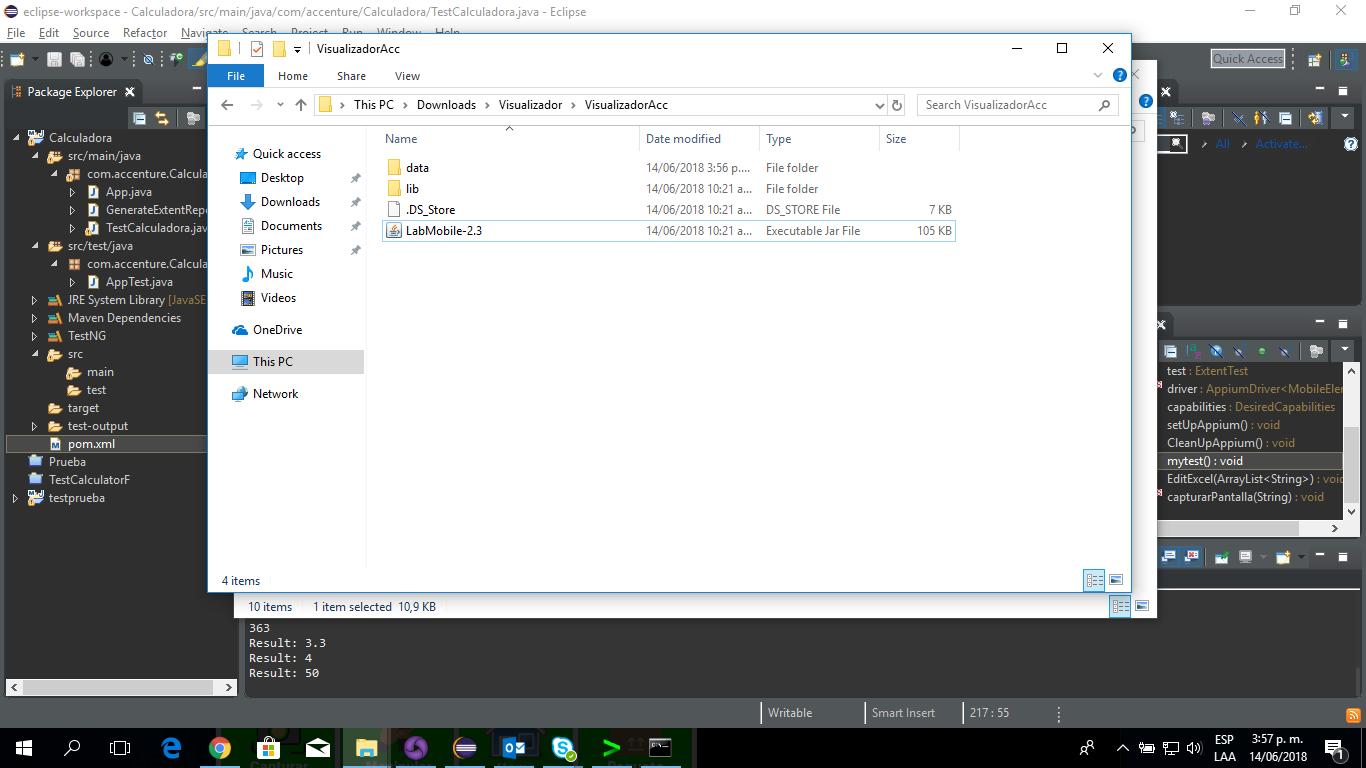 eclipse-workspace - Calculadora/src/main/java/com/accenture/Calculadora/TestCalculadora.java - Eclipse
File Edit Source Refactor Navigate Search Project Run Window Help
Quick Access
Package Explorer
Calculadora
src/main/java
com.accenture.Calcula
App.java
GenerateExtentRepo
TestCalculadora.jav
src/test/java
com.accenture.Calcula
AppTest.java
JRE System Library [JavaSE
Maven Dependencies
TestNG
src
main
test
target
test-output
pom.xml
Prueba
TestCalculatorF
testprueba
VisualizadorAcc
File Home Share View
This PC > Downloads > Visualizador > VisualizadorAcc
Search VisualizadorAcc
Quick access
Desktop
Downloads
Documents
Pictures
Music
Videos
OneDrive
This PC
Network
Name Date modified Type Size
data 14/06/2018 3:56 p.... File folder
lib 14/06/2018 10:21 a... File folder
.DS_Store 14/06/2018 10:21 a... DS_STORE File 7 KB
LabMobile-2.3 14/06/2018 10:21 a... Executable Jar File 105 KB
4 items
10 items 1 item selected 10,9 KB
All Activate...
test : ExtentTest
driver : AppiumDriver<MobileEler
capabilities : DesiredCapabilities
setUpAppium() : void
CleanUpAppium() : void
mytest() : void
EditExcel(ArrayList<String>) : void
capturarPantalla(String) : void
363
Result: 3.3
Result: 4
Result: 50
Writable Smart Insert 217 : 55
ESP
LAA
3:57 p. m.
14/06/2018
1